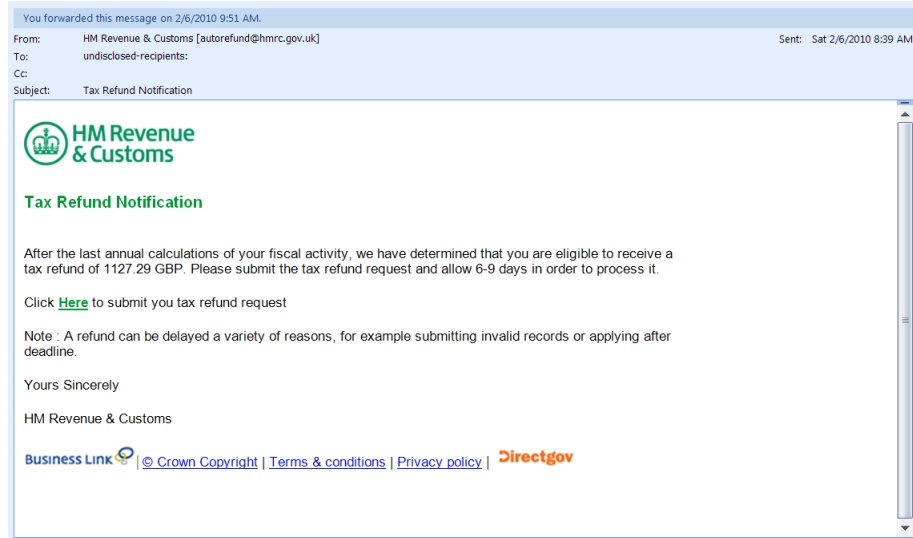 You forwarded this message on 2/6/2010 9:51 AM.
From: HM Revenue & Customs [autorefund@hmrc.gov.uk] Sent: Sat 2/6/2010 8:39 AM
To: undisclosed-recipients:
Cc:
Subject: Tax Refund Notification
HM Revenue
& Customs
Tax Refund Notification
After the last annual calculations of your fiscal activity, we have determined that you are eligible to receive a
tax refund of 1127.29 GBP. Please submit the tax refund request and allow 6-9 days in order to process it.
Click Here to submit you tax refund request
Note : A refund can be delayed a variety of reasons, for example submitting invalid records or applying after
deadline.
Yours Sincerely
HM Revenue & Customs
Business Link | © Crown Copyright | Terms & conditions | Privacy policy | Directgov